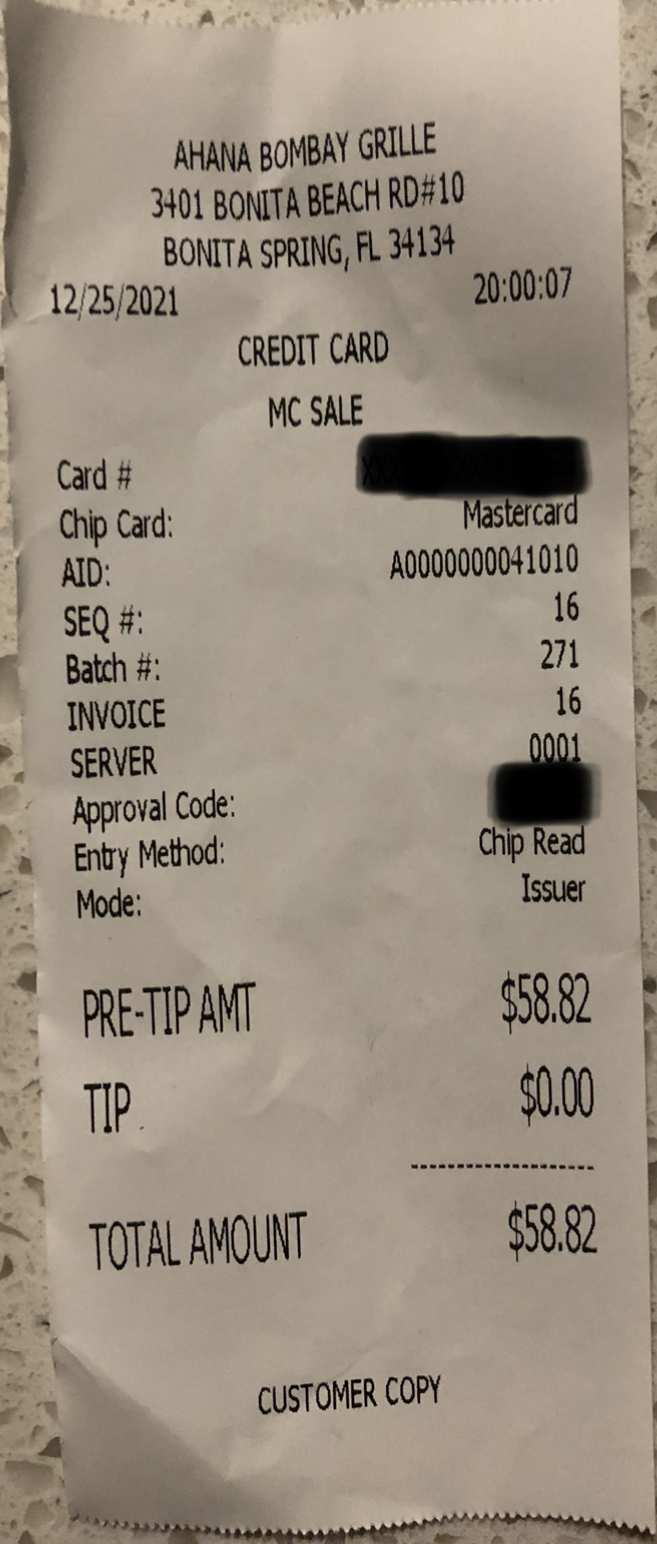 AHANA BOMBAY GRILLE
3401 BONITA BEACH RD#10
BONITA SPRING, FL 34134
12/25/2021 20:00:07
CREDIT CARD
MC SALE
Card #
Chip Card: Mastercard
AID: A0000000041010
SEQ #: 16
Batch #: 271
INVOICE 16
SERVER 0001
Approval Code:
Entry Method: Chip Read
Mode: Issuer
PRE-TIP AMT $58.82
TIP $0.00
--------------------
TOTAL AMOUNT $58.82
CUSTOMER COPY